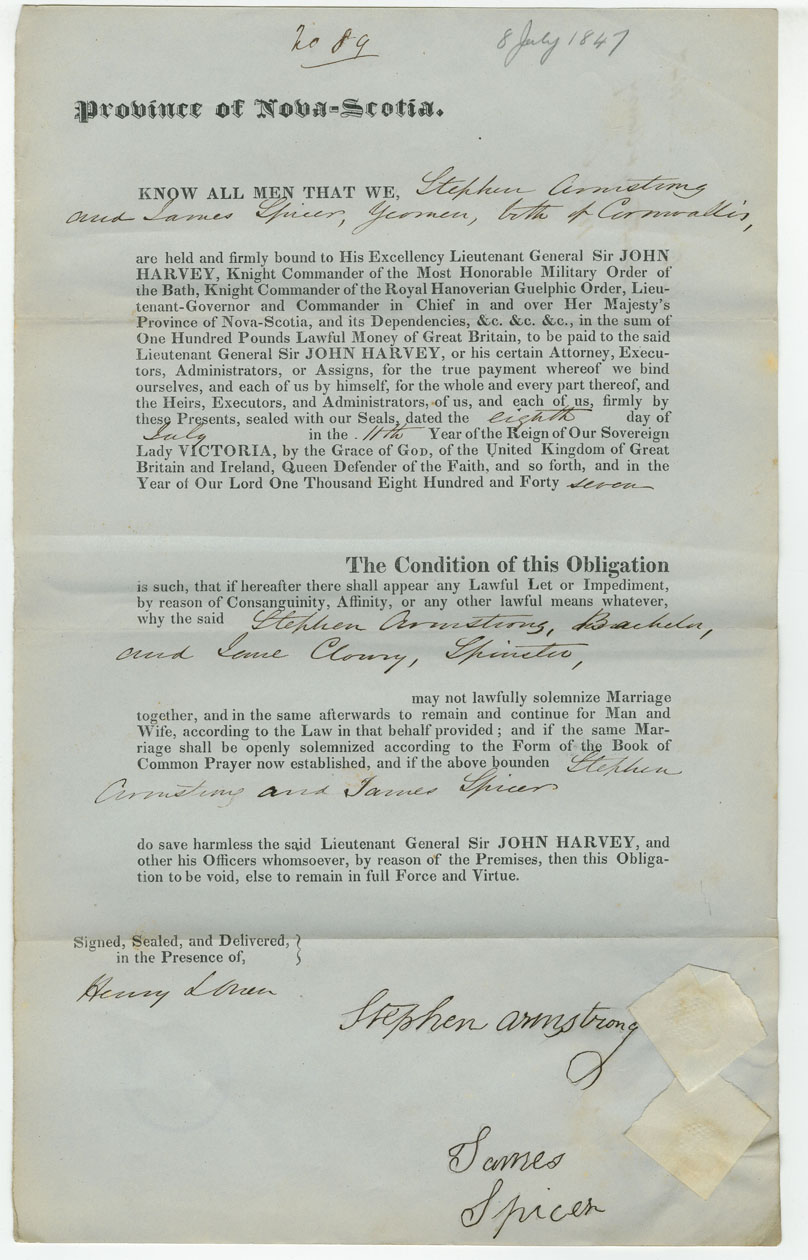 No 89
8 July 1847
Province of Nova-Scotia.
KNOW ALL MEN THAT WE, Stephen Armstrong
and James Spicer, Yeomen, both of Cornwallis,
are held and firmly bound to His Excellency Lieutenant General Sir JOHN
HARVEY, Knight Commander of the Most Honorable Military Order of
the Bath, Knight Commander of the Royal Hanoverian Guelphic Order, Lieu-
tenant-Governor and Commander in Chief in and over Her Majesty's
Province of Nova-Scotia, and its Dependencies, &c. &c. &c., in the sum of
One Hundred Pounds Lawful Money of Great Britain, to be paid to the said
Lieutenant General Sir JOHN HARVEY, or his certain Attorney, Execu-
tors, Administrators, or Assigns, for the true payment whereof we bind
ourselves, and each of us by himself, for the whole and every part thereof, and
the Heirs, Executors, and Administrators, of us, and each of us, firmly by
these Presents, sealed with our Seals, dated the eighth day of
July in the 11th Year of the Reign of Our Sovereign
Lady VICTORIA, by the Grace of GOD, of the United Kingdom of Great
Britain and Ireland, Queen Defender of the Faith, and so forth, and in the
Year of Our Lord One Thousand Eight Hundred and Forty seven
The Condition of this Obligation
is such, that if hereafter there shall appear any Lawful Let or Impediment,
by reason of Consanguinity, Affinity, or any other lawful means whatever,
why the said Stephen Armstrong, Bachelor,
and Jane Spinster,
may not lawfully solemnize Marriage
together, and in the same afterwards to remain and continue for Man and
Wife, according to the Law in that behalf provided; and if the same Mar-
riage shall be openly solemnized according to the Form of the Book of
Common Prayer now established, and if the above bounden Stephen
Armstrong and James Spicer
do save harmless the said Lieutenant General Sir JOHN HARVEY, and
other his Officers whomsoever, by reason of the Premises, then this Obliga-
tion to be void, else to remain in full Force and Virtue.
Signed, Sealed, and Delivered,
in the Presence of,
Henry
Stephen Armstrong
James
Spicer